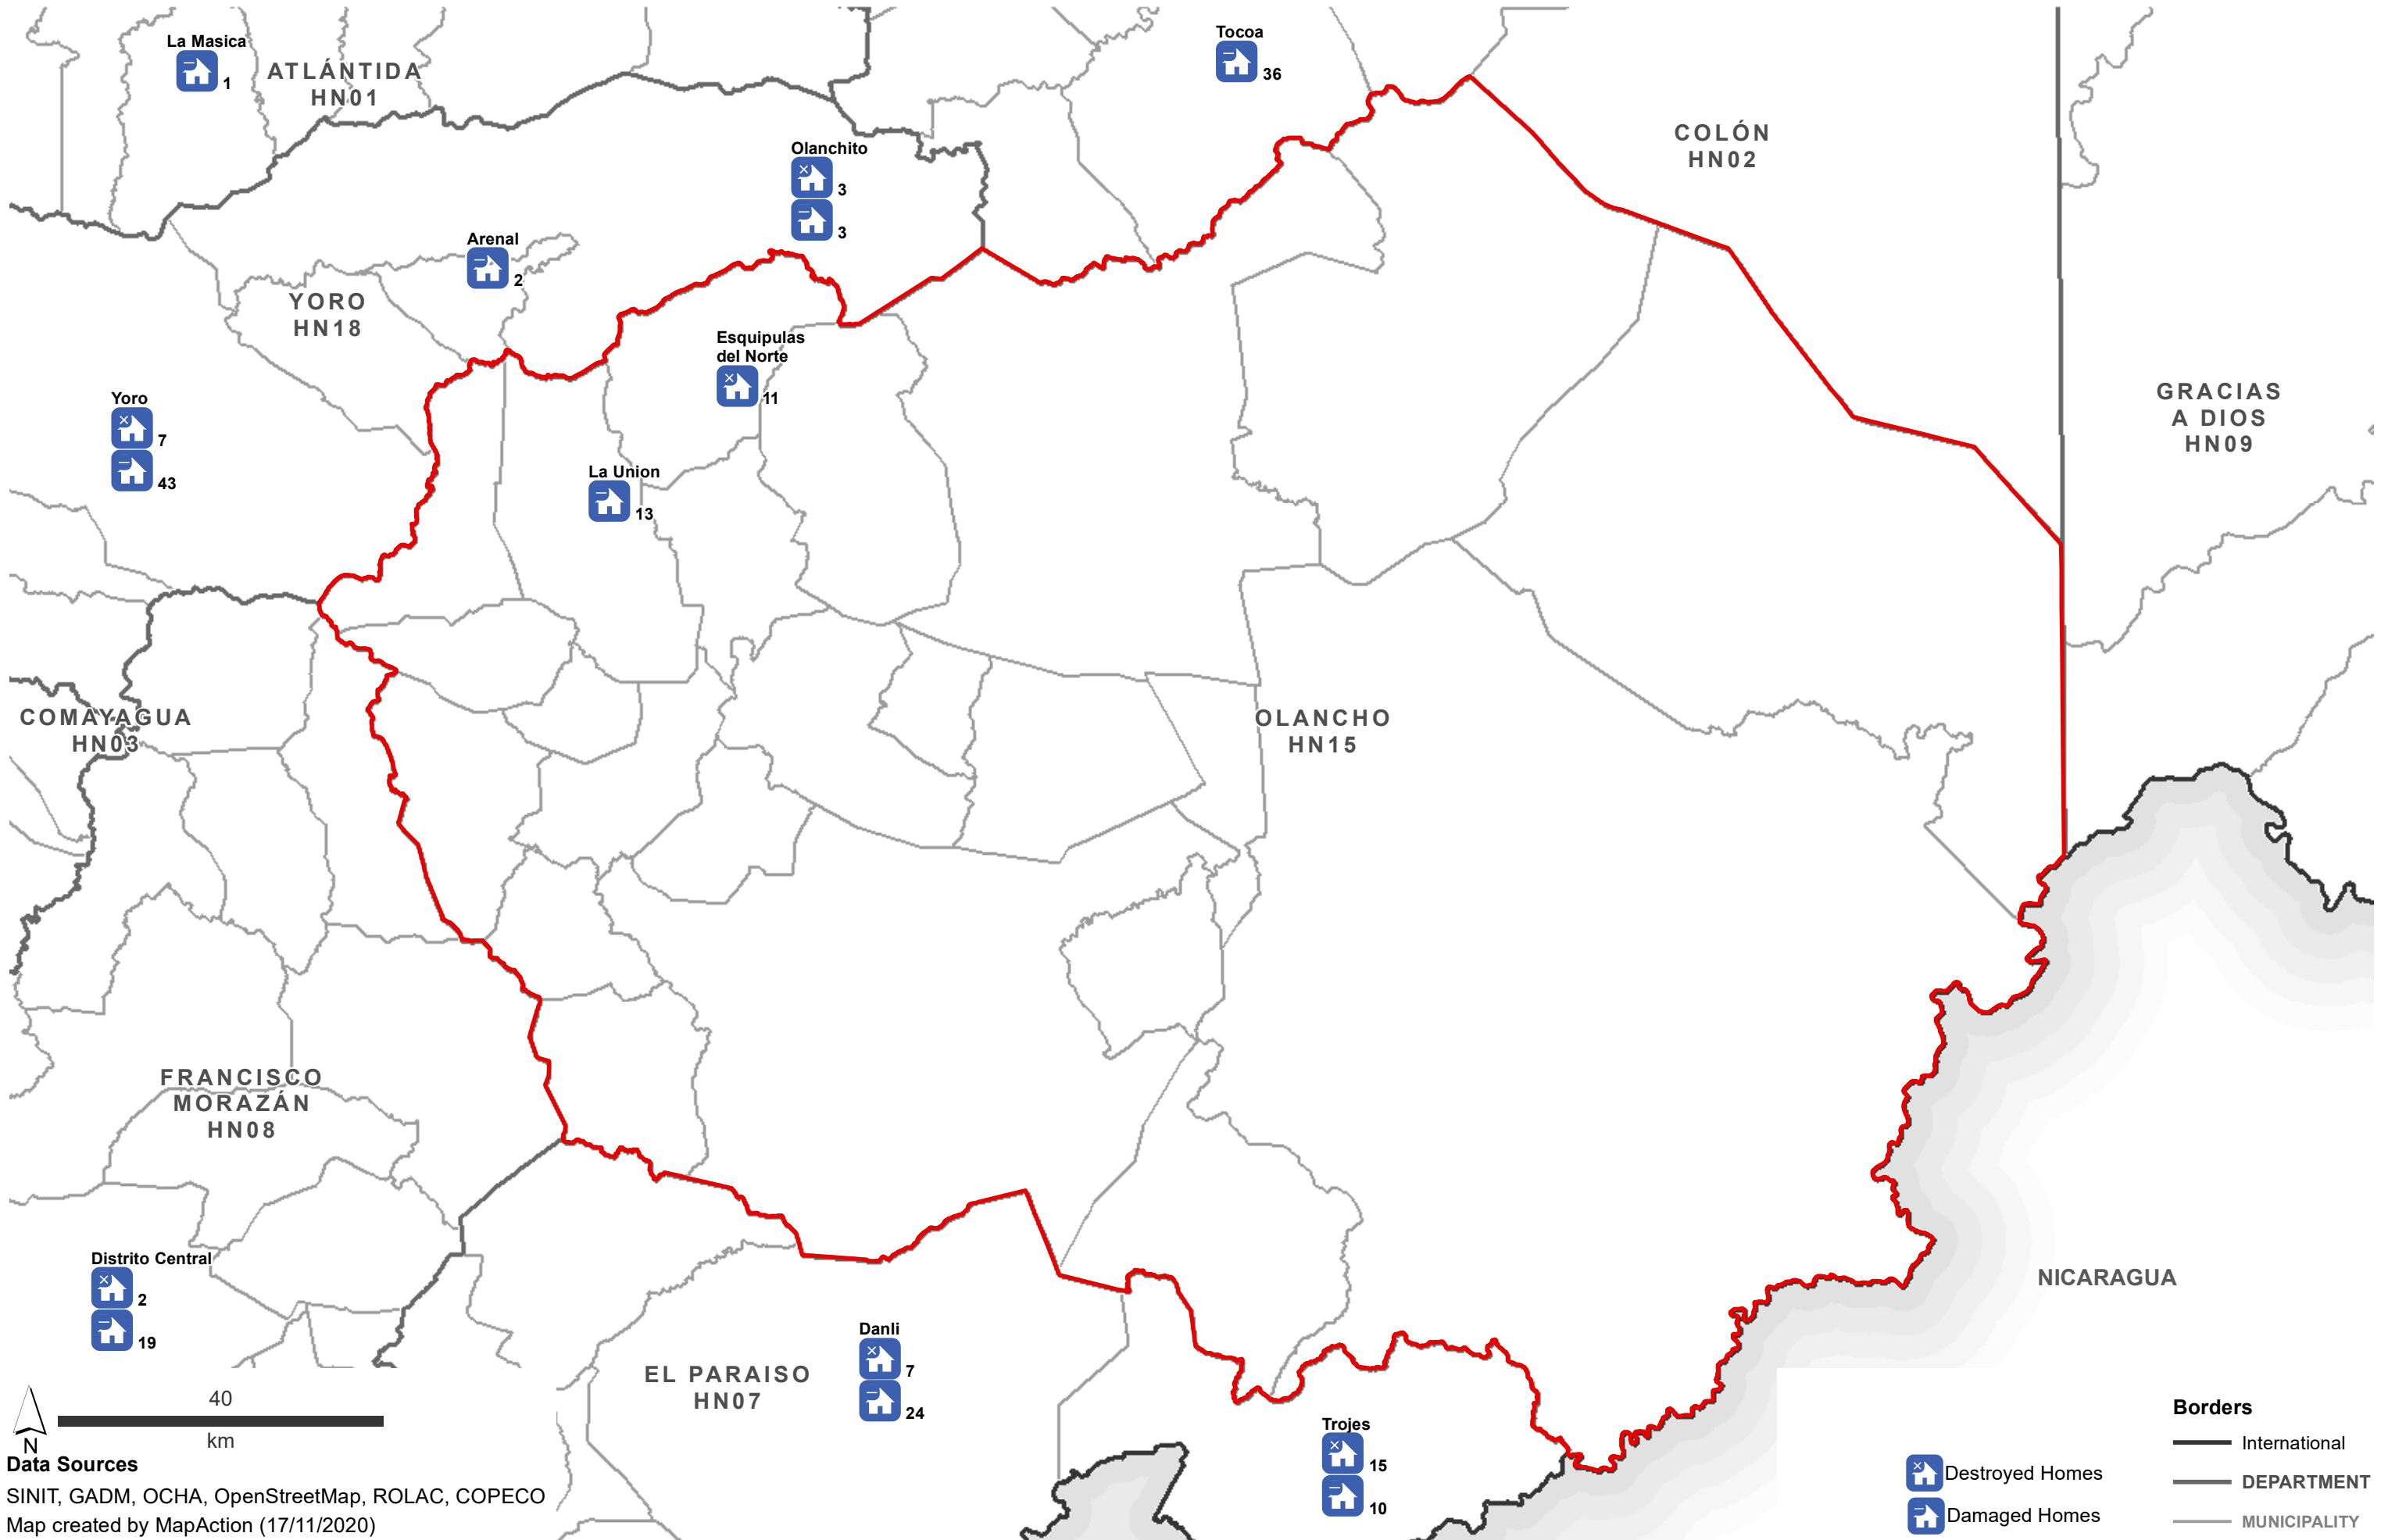 La Masica
1
ATLÁNTIDA
HN01
Tocoa
36
COLÓN
HN02
Olanchito
3
3
Arenal
2
YORO
HN18
Esquipulas
del Norte
11
GRACIAS
A DIOS
HN09
Yoro
7
43
La Union
13
COMAYAGUA
HN03
OLANCHO
HN15
FRANCISCO
MORAZÁN
HN08
Distrito Central
2
19
NICARAGUA
Danli
7
24
EL PARAISO
HN07
Trojes
15
10
40
km
N
Data Sources
SINIT, GADM, OCHA, OpenStreetMap, ROLAC, COPECO
Map created by MapAction (17/11/2020)
Destroyed Homes
Damaged Homes
Borders
International
DEPARTMENT
MUNICIPALITY